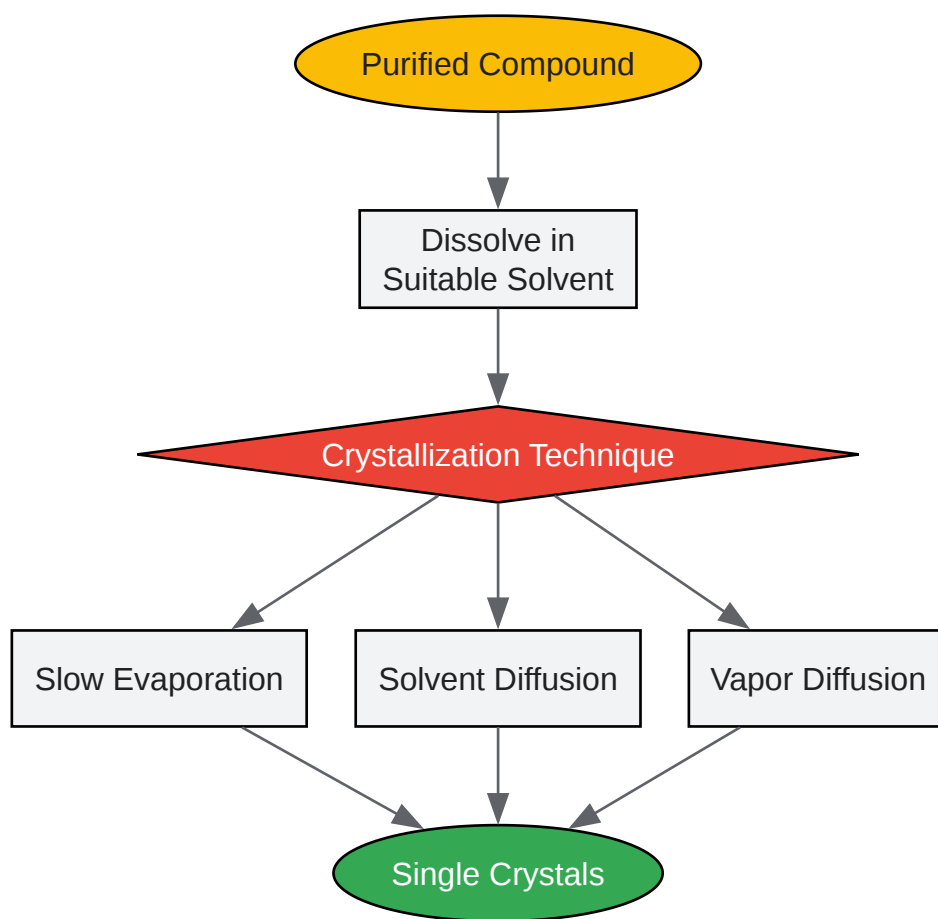 Purified Compound
Dissolve in
Suitable Solvent
Crystallization Technique
Slow Evaporation
Solvent Diffusion
Vapor Diffusion
Single Crystals